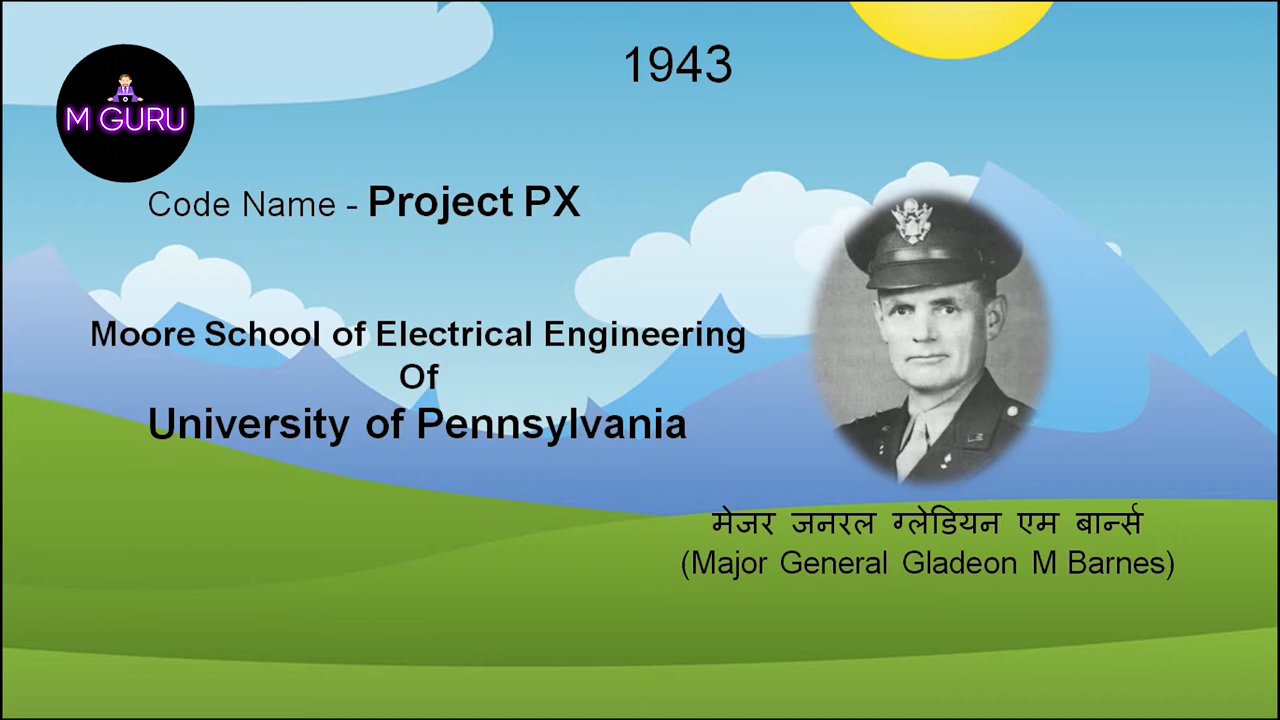 1943
M GURU
Code Name - Project PX
Moore School of Electrical Engineering
Of
University of Pennsylvania
मेजर जनरल ग्लेडियन एम बार्न्स
(Major General Gladeon M Barnes)